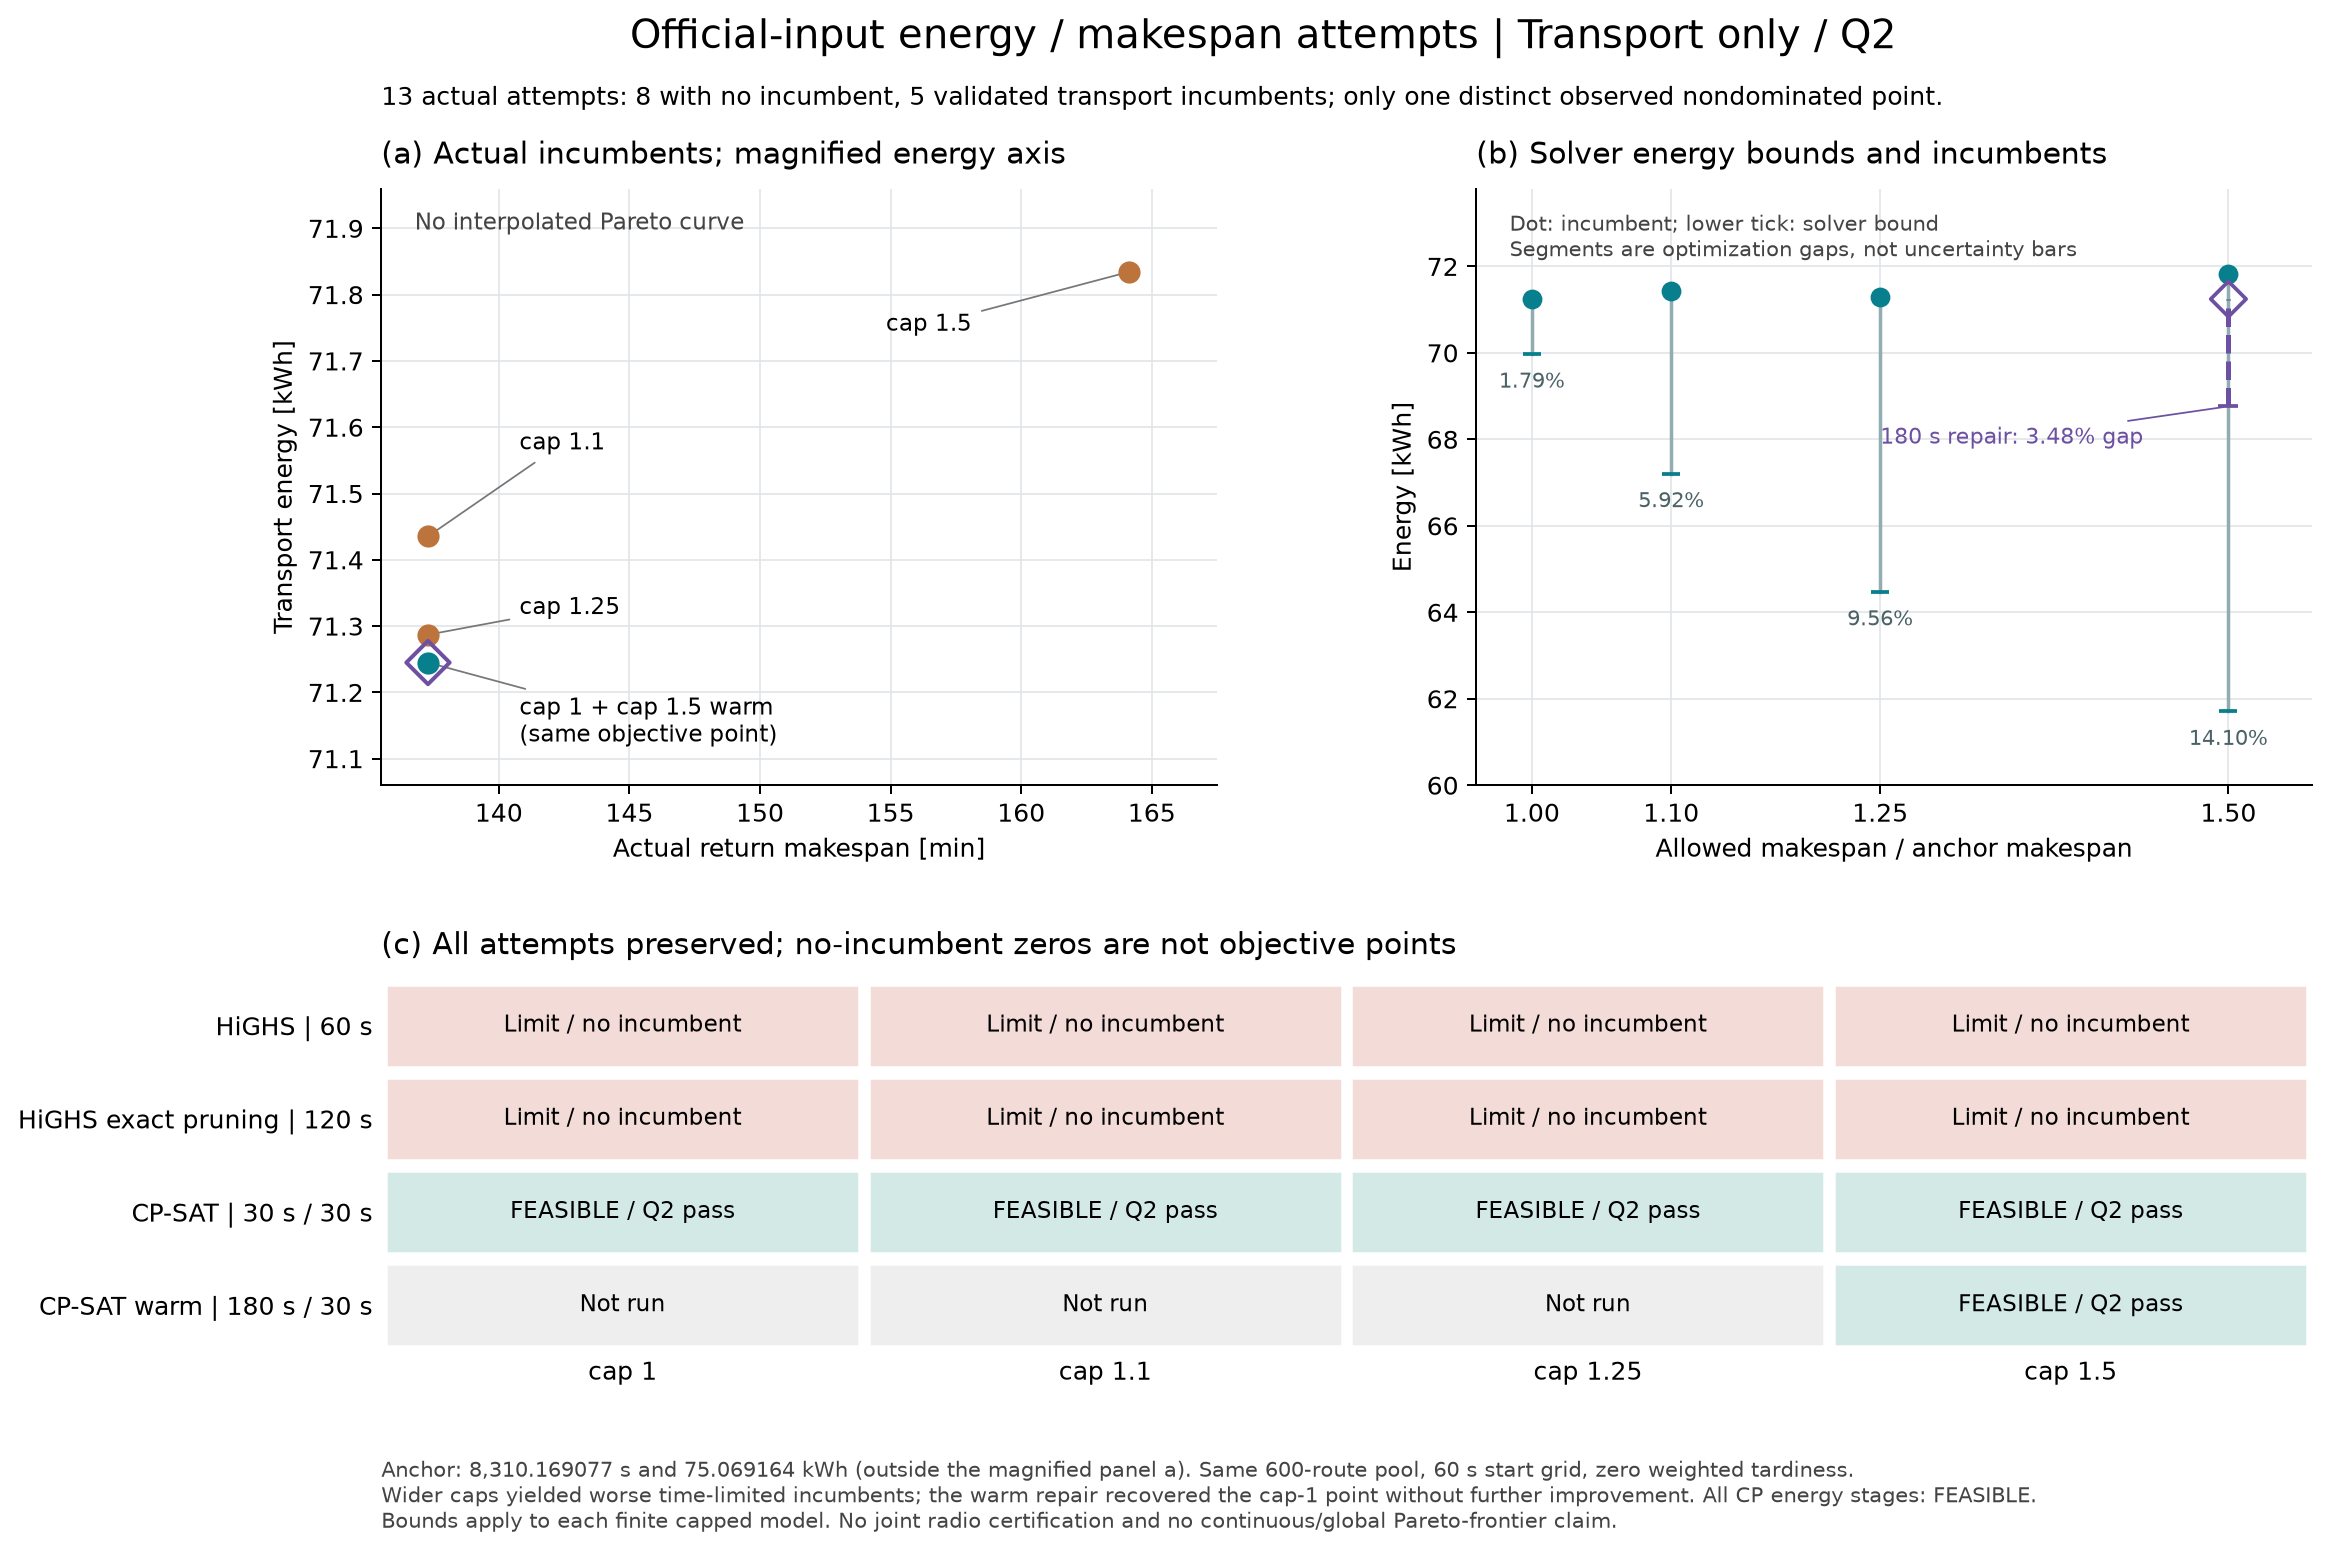 Official-input energy / makespan attempts | Transport only / Q2
13 actual attempts: 8 with no incumbent, 5 validated transport incumbents; only one distinct observed nondominated point.
(a) Actual incumbents; magnified energy axis
No interpolated Pareto curve
71.9
71.8
71.7
71.6
71.5
71.4
71.3
71.2
71.1
Transport energy [kWh]
cap 1.5
cap 1.1
cap 1.25
cap 1 + cap 1.5 warm
(same objective point)
140
145
150
155
160
165
Actual return makespan [min]
(b) Solver energy bounds and incumbents
Dot: incumbent; lower tick: solver bound
Segments are optimization gaps, not uncertainty bars
72
70
68
66
64
62
60
Energy [kWh]
1.79%
5.92%
9.56%
180 s repair: 3.48% gap
14.10%
1.00
1.10
1.25
1.50
Allowed makespan / anchor makespan
(c) All attempts preserved; no-incumbent zeros are not objective points
HiGHS | 60 s
Limit / no incumbent
Limit / no incumbent
Limit / no incumbent
Limit / no incumbent
HiGHS exact pruning | 120 s
Limit / no incumbent
Limit / no incumbent
Limit / no incumbent
Limit / no incumbent
CP-SAT | 30 s / 30 s
FEASIBLE / Q2 pass
FEASIBLE / Q2 pass
FEASIBLE / Q2 pass
FEASIBLE / Q2 pass
CP-SAT warm | 180 s / 30 s
Not run
Not run
Not run
FEASIBLE / Q2 pass
cap 1
cap 1.1
cap 1.25
cap 1.5
Anchor: 8,310.169077 s and 75.069164 kWh (outside the magnified panel a). Same 600-route pool, 60 s start grid, zero weighted tardiness.
Wider caps yielded worse time-limited incumbents; the warm repair recovered the cap-1 point without further improvement. All CP energy stages: FEASIBLE.
Bounds apply to each finite capped model. No joint radio certification and no continuous/global Pareto-frontier claim.